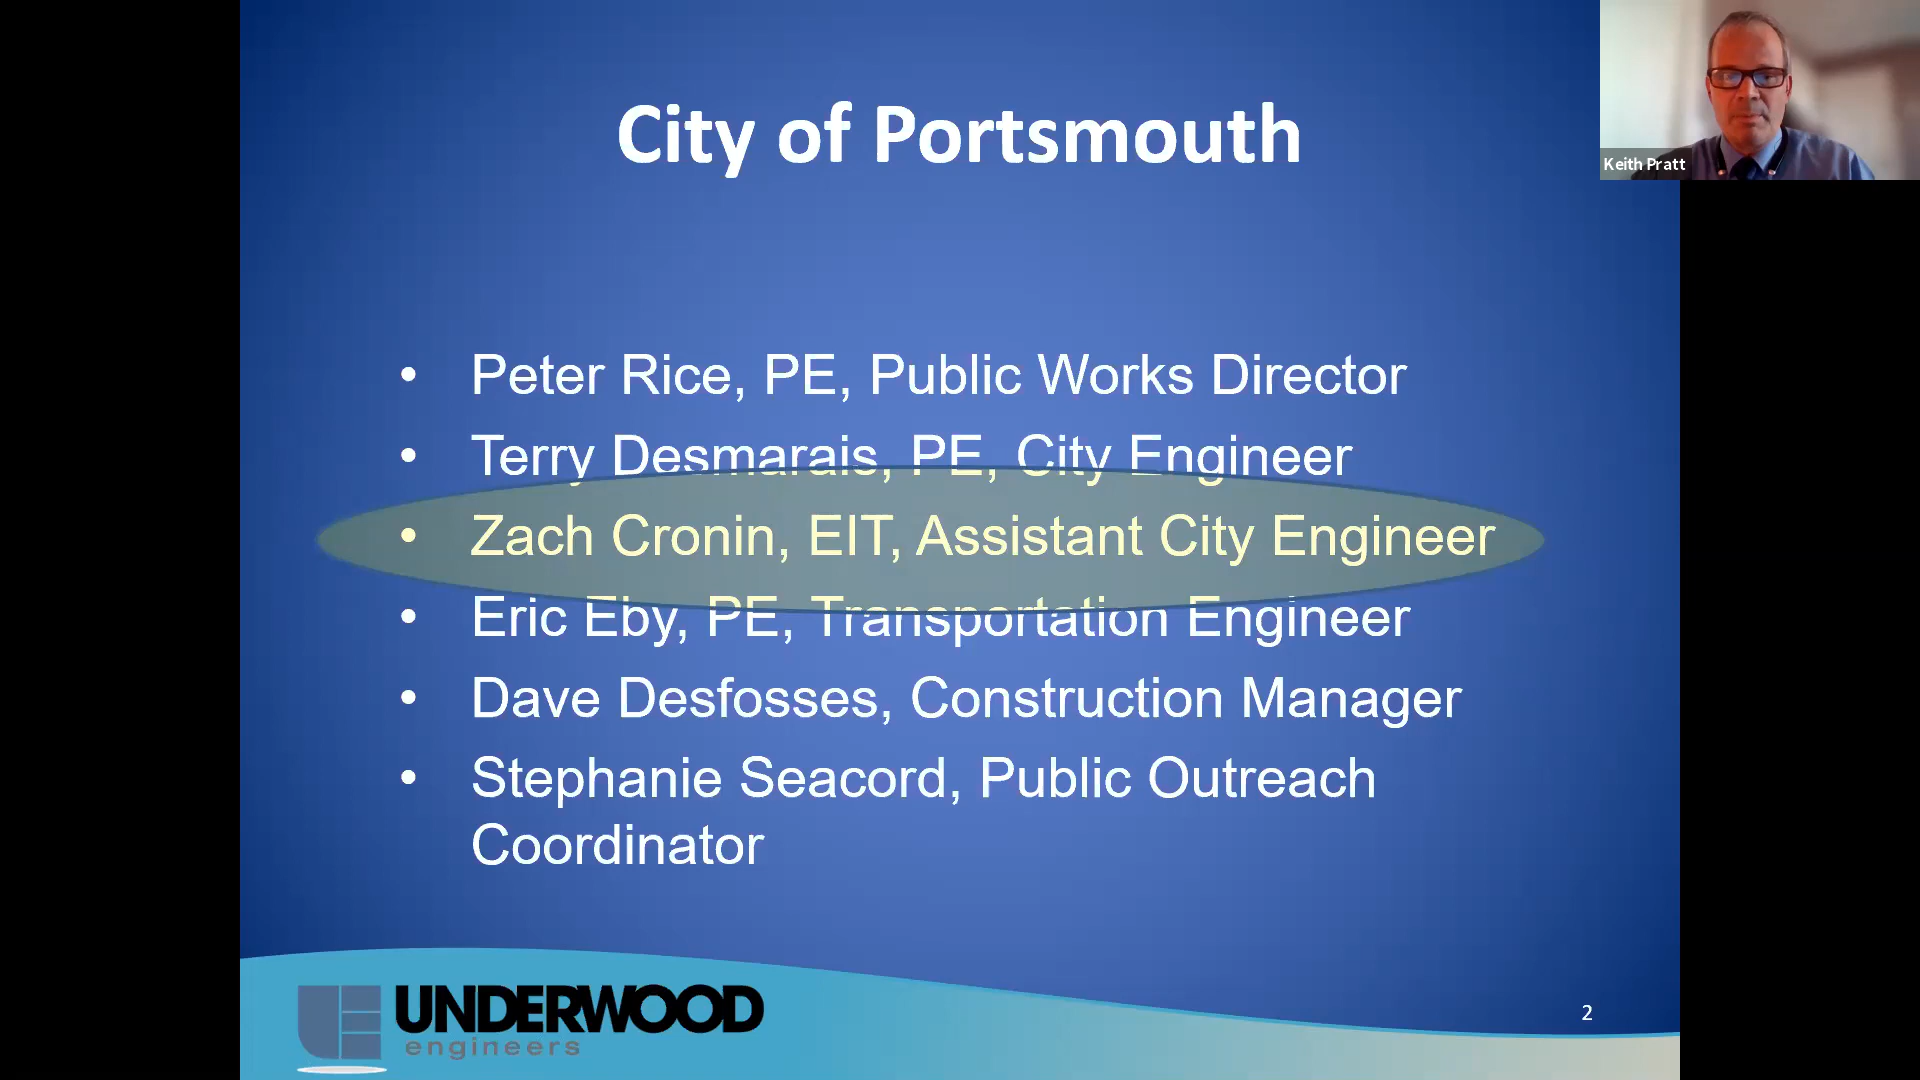 City of Portsmouth
Keith Pratt
• Peter Rice, PE, Public Works Director
• Terry Desmarais, PE, City Engineer
• Zach Cronin, EIT, Assistant City Engineer
• Eric Eby, PE, Transportation Engineer
• Dave Desfosses, Construction Manager
• Stephanie Seacord, Public Outreach
Coordinator
UNDERWOOD
engineers
2